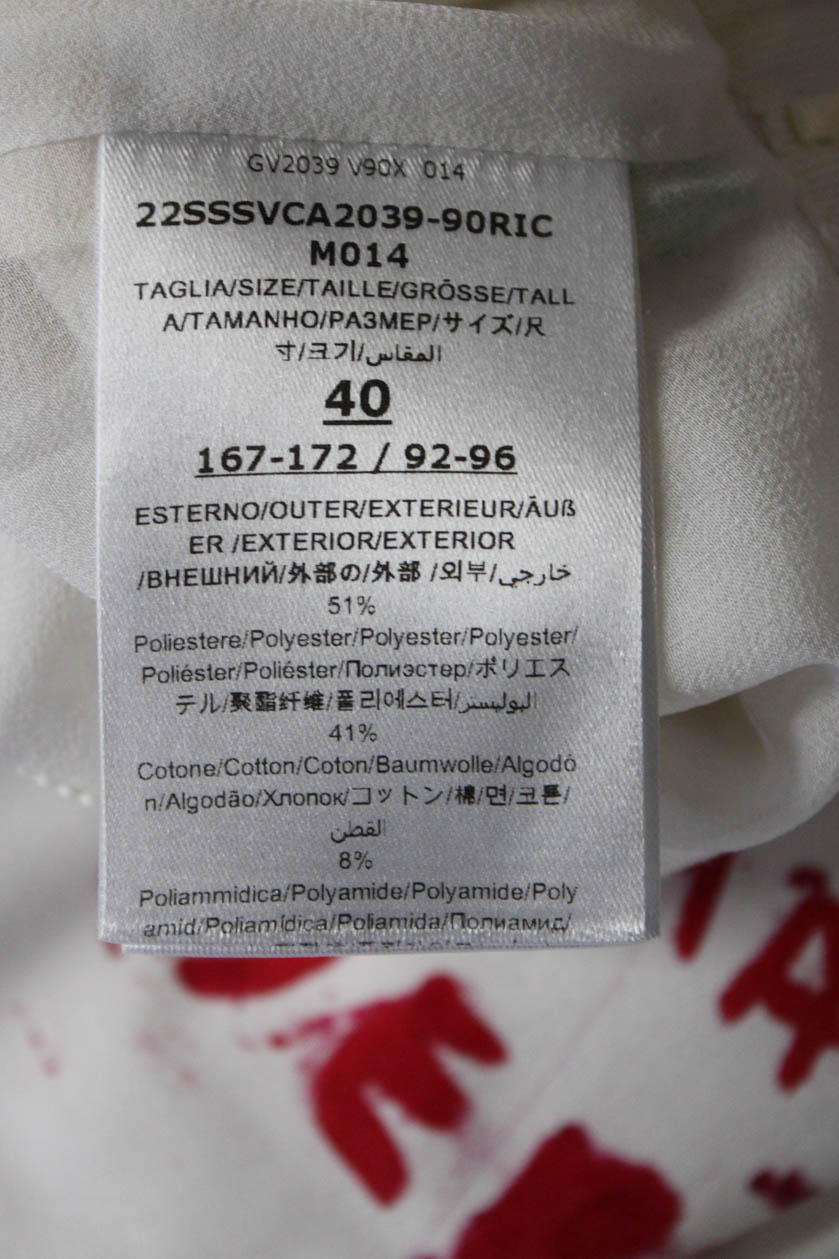 GV2039 V90X 014
22SSSVCA2039-90RIC
M014
TAGLIA/SIZE/TAILLE/GRÖSSE/TALL
A/TAMANHO/РАЗМЕР/サイズ/尺
寸/크기/المقاس
40
167-172 / 92-96
ESTERNO/OUTER/EXTERIEUR/ÄUß
ER /EXTERIOR/EXTERIOR
/ВНЕШНИЙ/外部の/外部 /외부/خارجي
51%
Poliestere/Polyester/Polyester/Polyester/
Poliéster/Poliéster/Полиэстер/ポリエス
テル/聚酯纤维/폴리에스터/البوليستر
41%
Cotone/Cotton/Coton/Baumwolle/Algodó
n/Algodão/Хлопок/コットン/棉/면/코튼/
القطن
8%
Poliammidica/Polyamide/Polyamide/Poly
amid/Poliamídica/Poliamida/Полиамид/